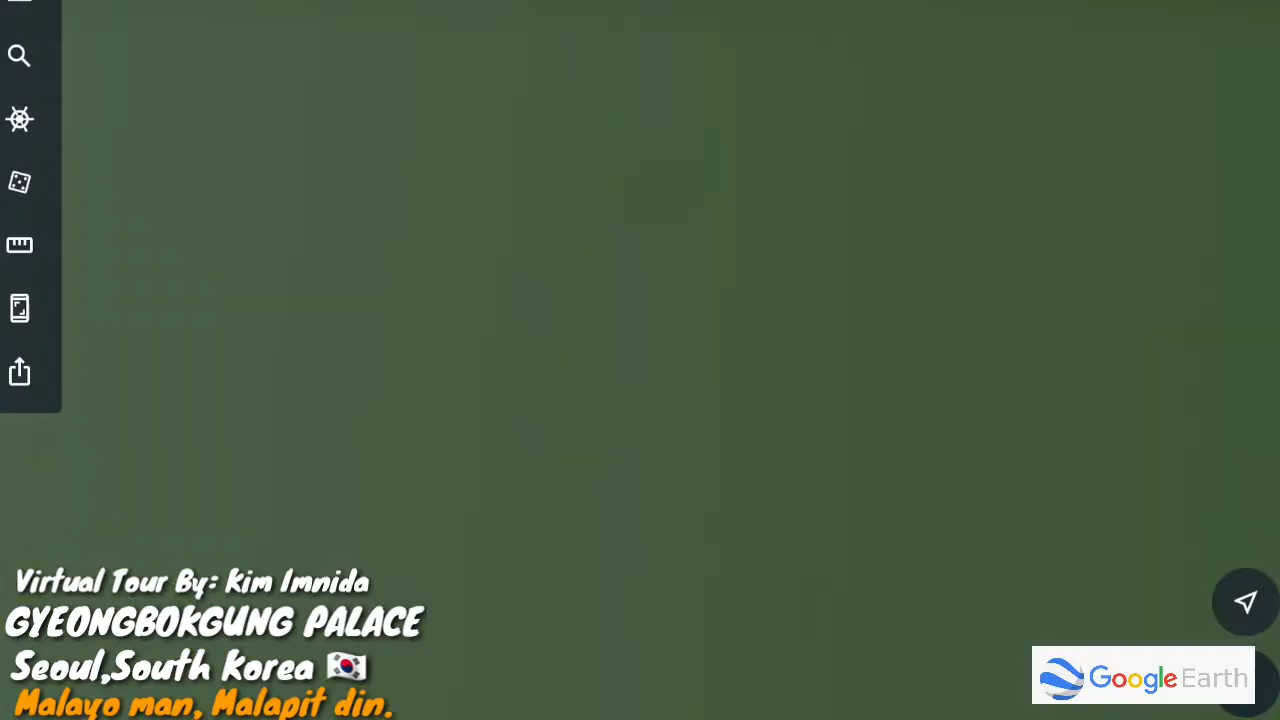 Virtual Tour By: Kim Imnida
GYEONGBOKGUNG PALACE
Seoul,South Korea 🇰🇷
Malayo man, Malapit din.
Google Earth